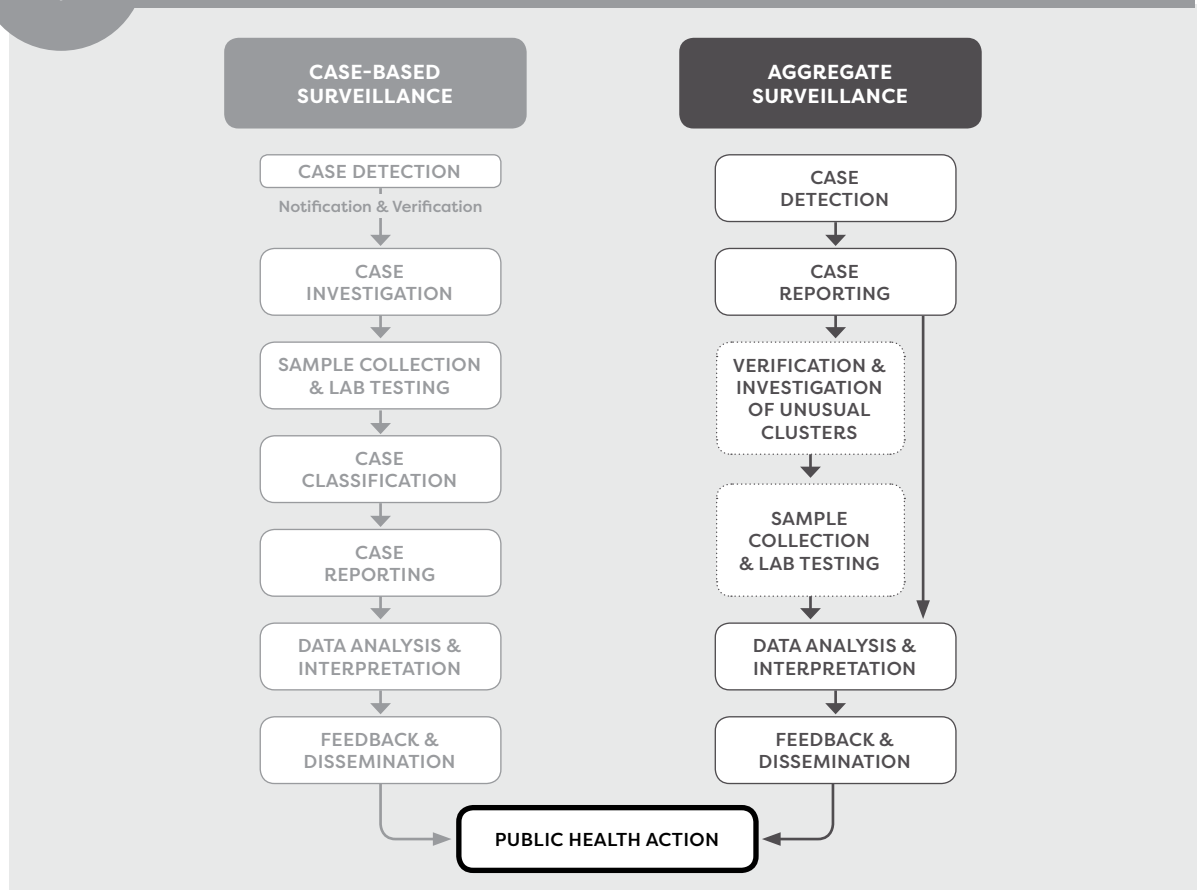 CASE-BASED
SURVEILLANCE
CASE DETECTION
Notification & Verification
CASE
INVESTIGATION
SAMPLE COLLECTION
& LAB TESTING
CASE
CLASSIFICATION
CASE
REPORTING
DATA ANALYSIS &
INTERPRETATION
FEEDBACK &
DISSEMINATION
AGGREGATE
SURVEILLANCE
CASE
DETECTION
CASE
REPORTING
VERIFICATION &
INVESTIGATION
OF UNUSUAL
CLUSTERS
SAMPLE
COLLECTION
& LAB TESTING
DATA ANALYSIS &
INTERPRETATION
FEEDBACK &
DISSEMINATION
PUBLIC HEALTH ACTION